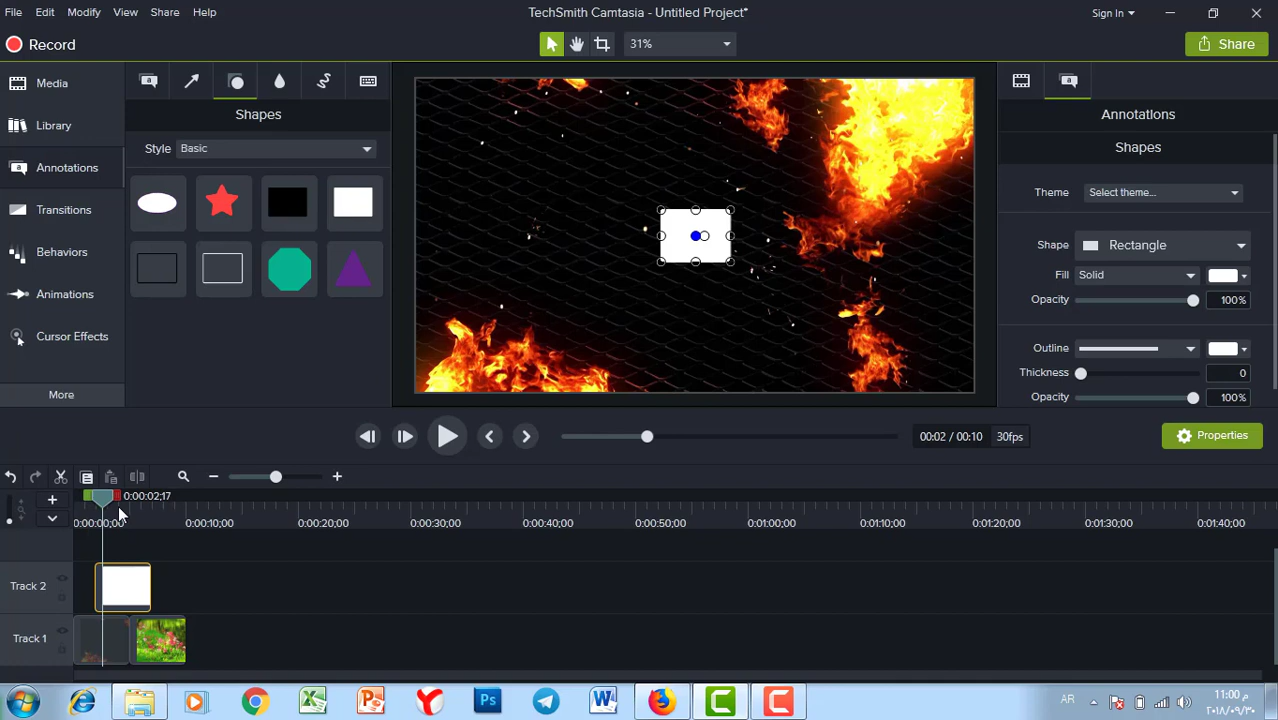 File Edit Modify View Share Help
TechSmith Camtasia - Untitled Project*
Sign In
Record
31%
Share
Media
Library
Annotations
Transitions
Behaviors
Animations
Cursor Effects
More
Shapes
Style Basic
Annotations
Shapes
Theme Select theme...
Shape Rectangle
Fill Solid
Opacity 100%
Outline
Thickness 0
Opacity 100%
00:02 / 00:10 30fps
Properties
0:00:02;17
0:00:00;00 0:00:10;00 0:00:20;00 0:00:30;00 0:00:40;00 0:00:50;00 0:01:00;00 0:01:10;00 0:01:20;00 0:01:30;00 0:01:40;00
Track 2
Track 1
AR
١١:٠٠ ص
٢٠١٨/٠٩/٣٠